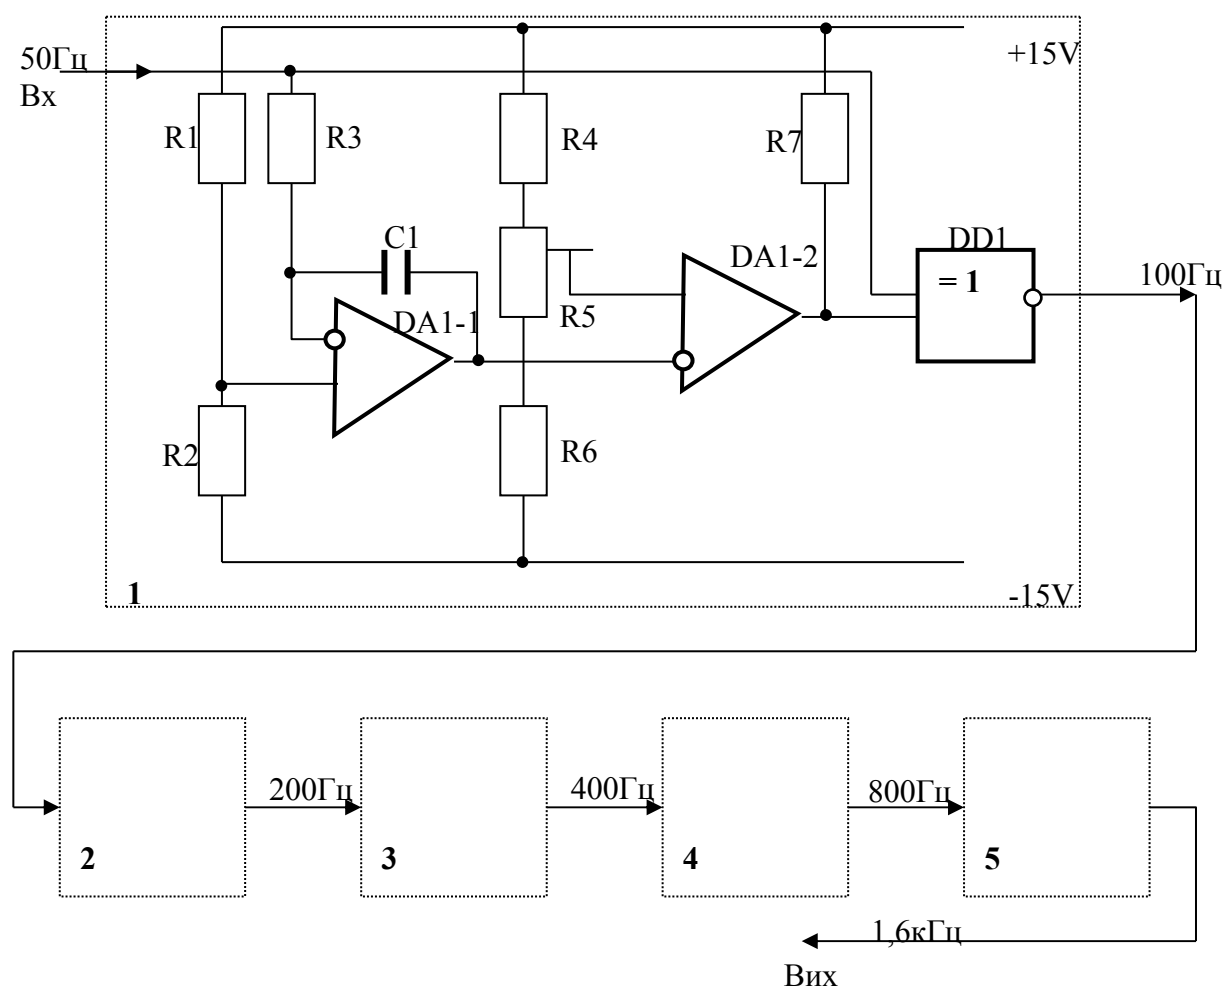 50Гц
Вх
+15V
R1
R3
R4
R7
C1
DA1-1
R5
DA1-2
DD1
= 1
100Гц
R2
R6
1
-15V
200Гц
400Гц
800Гц
2
3
4
5
1,6кГц
Вих